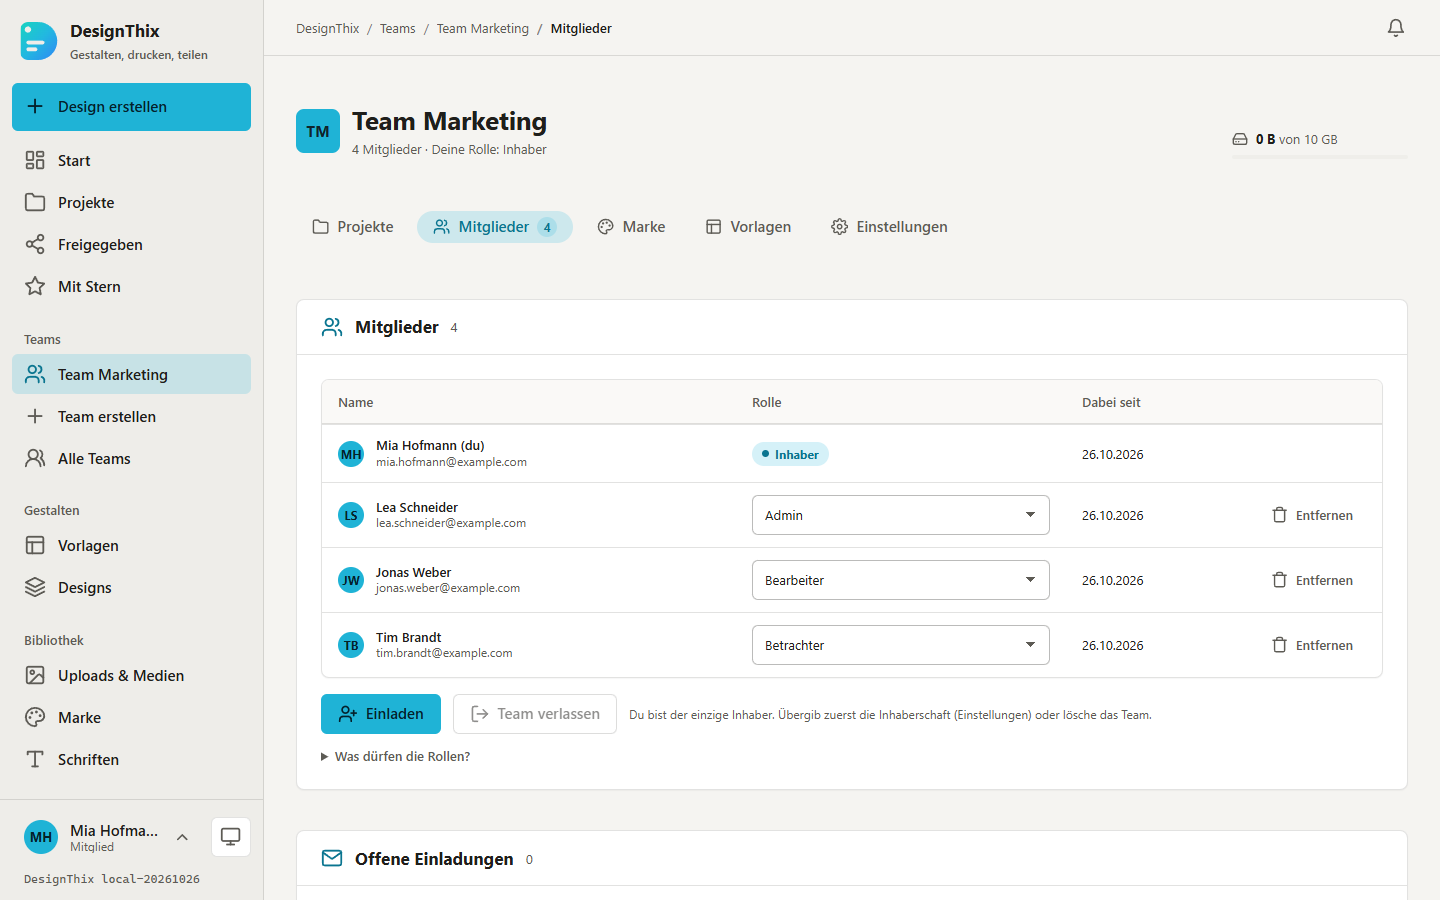 DesignThix
Gestalten, drucken, teilen
Design erstellen
Start
Projekte
Freigegeben
Mit Stern
Teams
Team Marketing
Team erstellen
Alle Teams
Gestalten
Vorlagen
Designs
Bibliothek
Uploads & Medien
Marke
Schriften
MH
Mia Hofma...
Mitglied
DesignThix local-20261026
DesignThix / Teams / Team Marketing / Mitglieder
TM
Team Marketing
4 Mitglieder · Deine Rolle: Inhaber
0 B von 10 GB
Projekte
Mitglieder 4
Marke
Vorlagen
Einstellungen
Mitglieder 4
Name Rolle Dabei seit
MH Mia Hofmann (du)
mia.hofmann@example.com
Inhaber
26.10.2026
LS Lea Schneider
lea.schneider@example.com
Admin
26.10.2026
Entfernen
JW Jonas Weber
jonas.weber@example.com
Bearbeiter
26.10.2026
Entfernen
TB Tim Brandt
tim.brandt@example.com
Betrachter
26.10.2026
Entfernen
Einladen
Team verlassen
Du bist der einzige Inhaber. Übergib zuerst die Inhaberschaft (Einstellungen) oder lösche das Team.
Was dürfen die Rollen?
Offene Einladungen 0